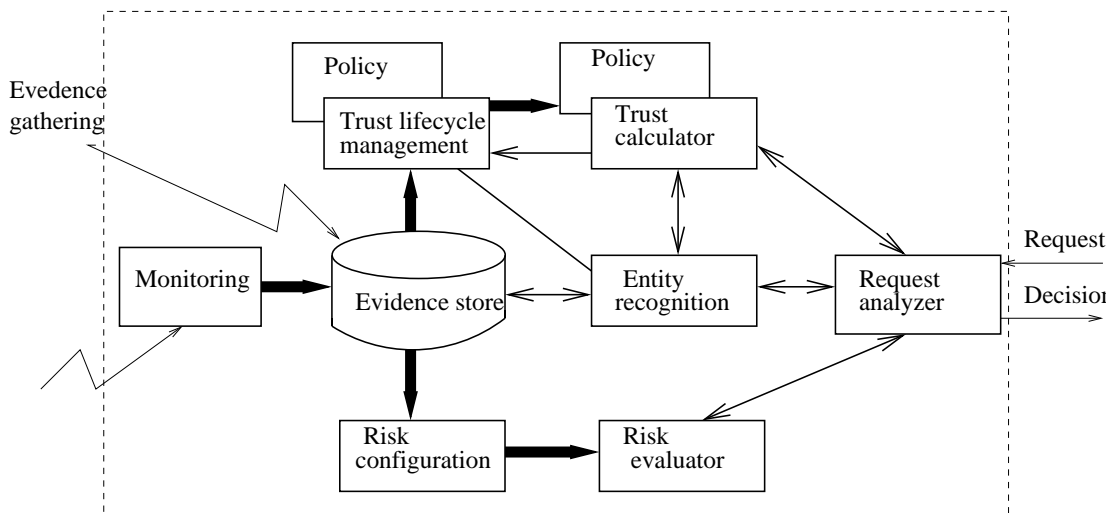 Policy
Policy
Evedence
gathering
Trust lifecycle
management
Trust
calculator
Monitoring
Evidence store
Entity
recognition
Request
analyzer
Request
Decision
Risk
configuration
Risk
evaluator